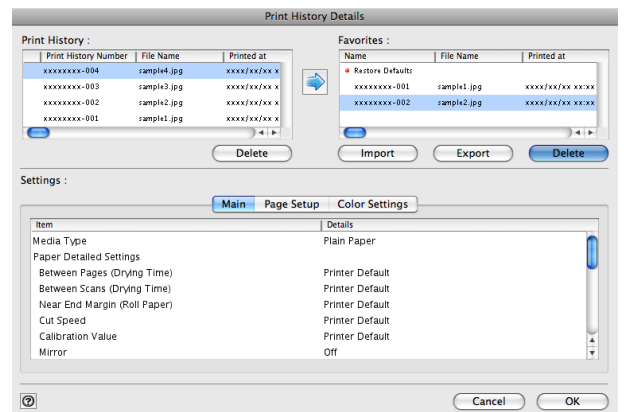 Print History Details
Print History :
Print History Number File Name Printed at
xxxxxxxx-004 sample4.jpg xxxx/xx/xx x
xxxxxxxx-003 sample3.jpg xxxx/xx/xx x
xxxxxxxx-002 sample2.jpg xxxx/xx/xx x
xxxxxxxx-001 sample1.jpg xxxx/xx/xx x
Delete
Favorites :
Name File Name Printed at
Restore Defaults
xxxxxxxx-001 sample1.jpg xxxx/xx/xx xx:xx
xxxxxxxx-002 sample2.jpg xxxx/xx/xx xx:xx
Import Export Delete
Settings :
Main Page Setup Color Settings
Item Details
Media Type Plain Paper
Paper Detailed Settings
Between Pages (Drying Time) Printer Default
Between Scans (Drying Time) Printer Default
Near End Margin (Roll Paper) Printer Default
Cut Speed Printer Default
Calibration Value Printer Default
Mirror Off
? Cancel OK